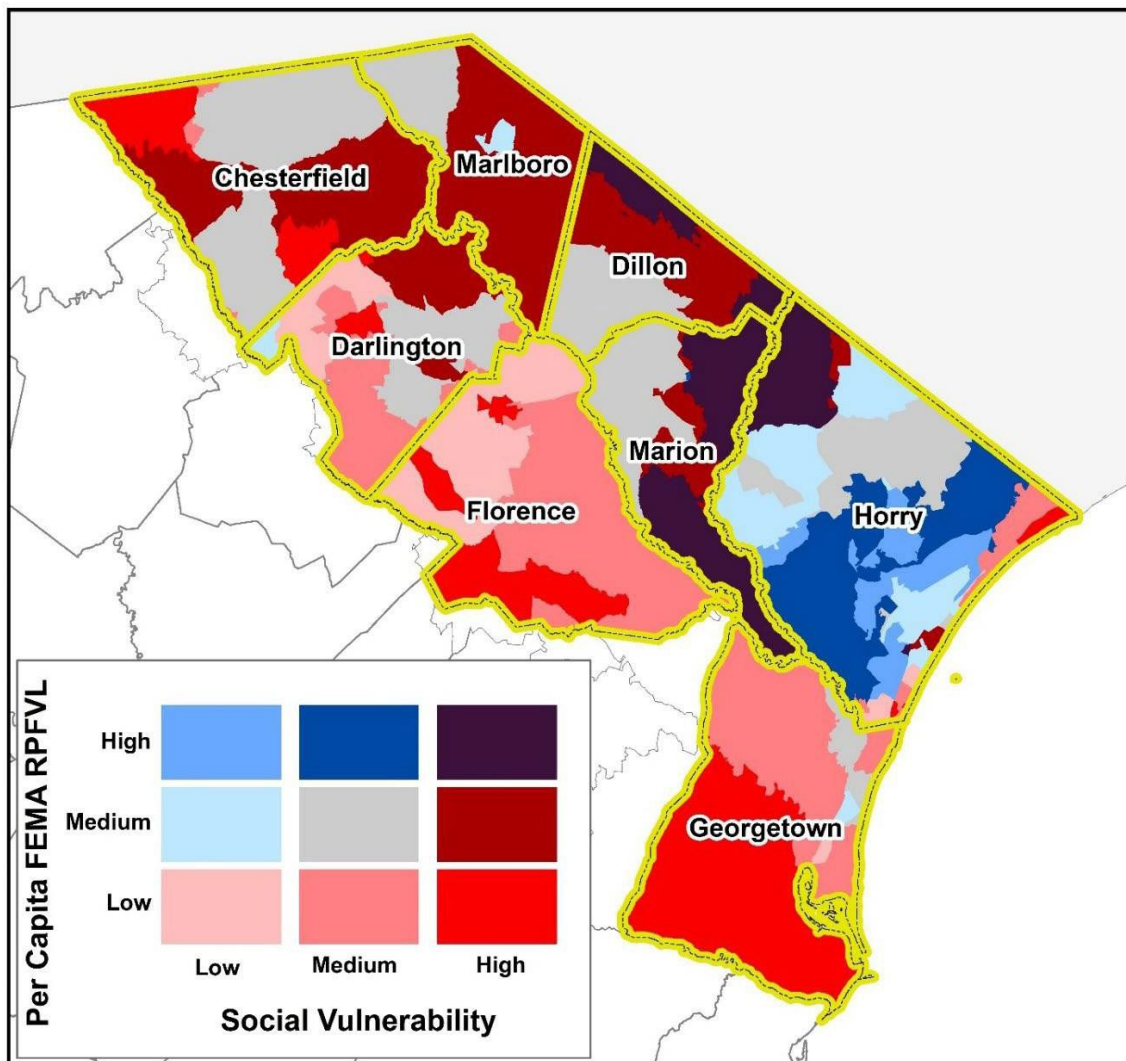 Chesterfield
Marlboro
Dillon
Darlington
Marion
Florence
Horry
Georgetown
Per Capita FEMA RPFVL
High
Medium
Low
Low
Medium
High
Social Vulnerability